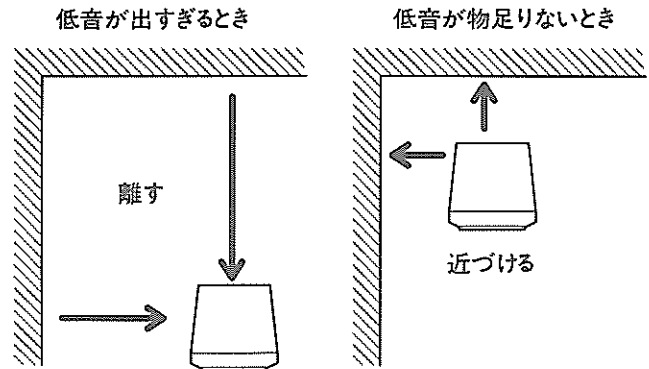 低音が出すぎるとき
低音が物足りないとき
離す
近づける